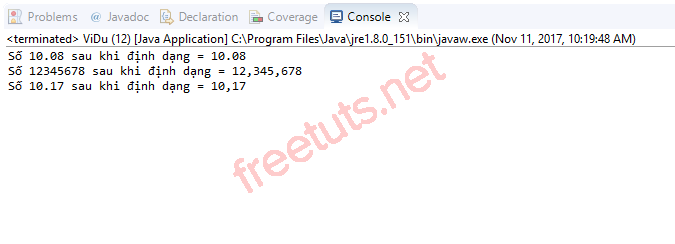 Problems @ Javadoc Declaration Coverage Console
<terminated> ViDu (12) [Java Application] C:\Program Files\Java\jre1.8.0_151\bin\javaw.exe (Nov 11, 2017, 10:19:48 AM)
Số 10.08 sau khi định dạng = 10.08
Số 12345678 sau khi định dạng = 12,345,678
Số 10.17 sau khi định dạng = 10,17
freetuts.net